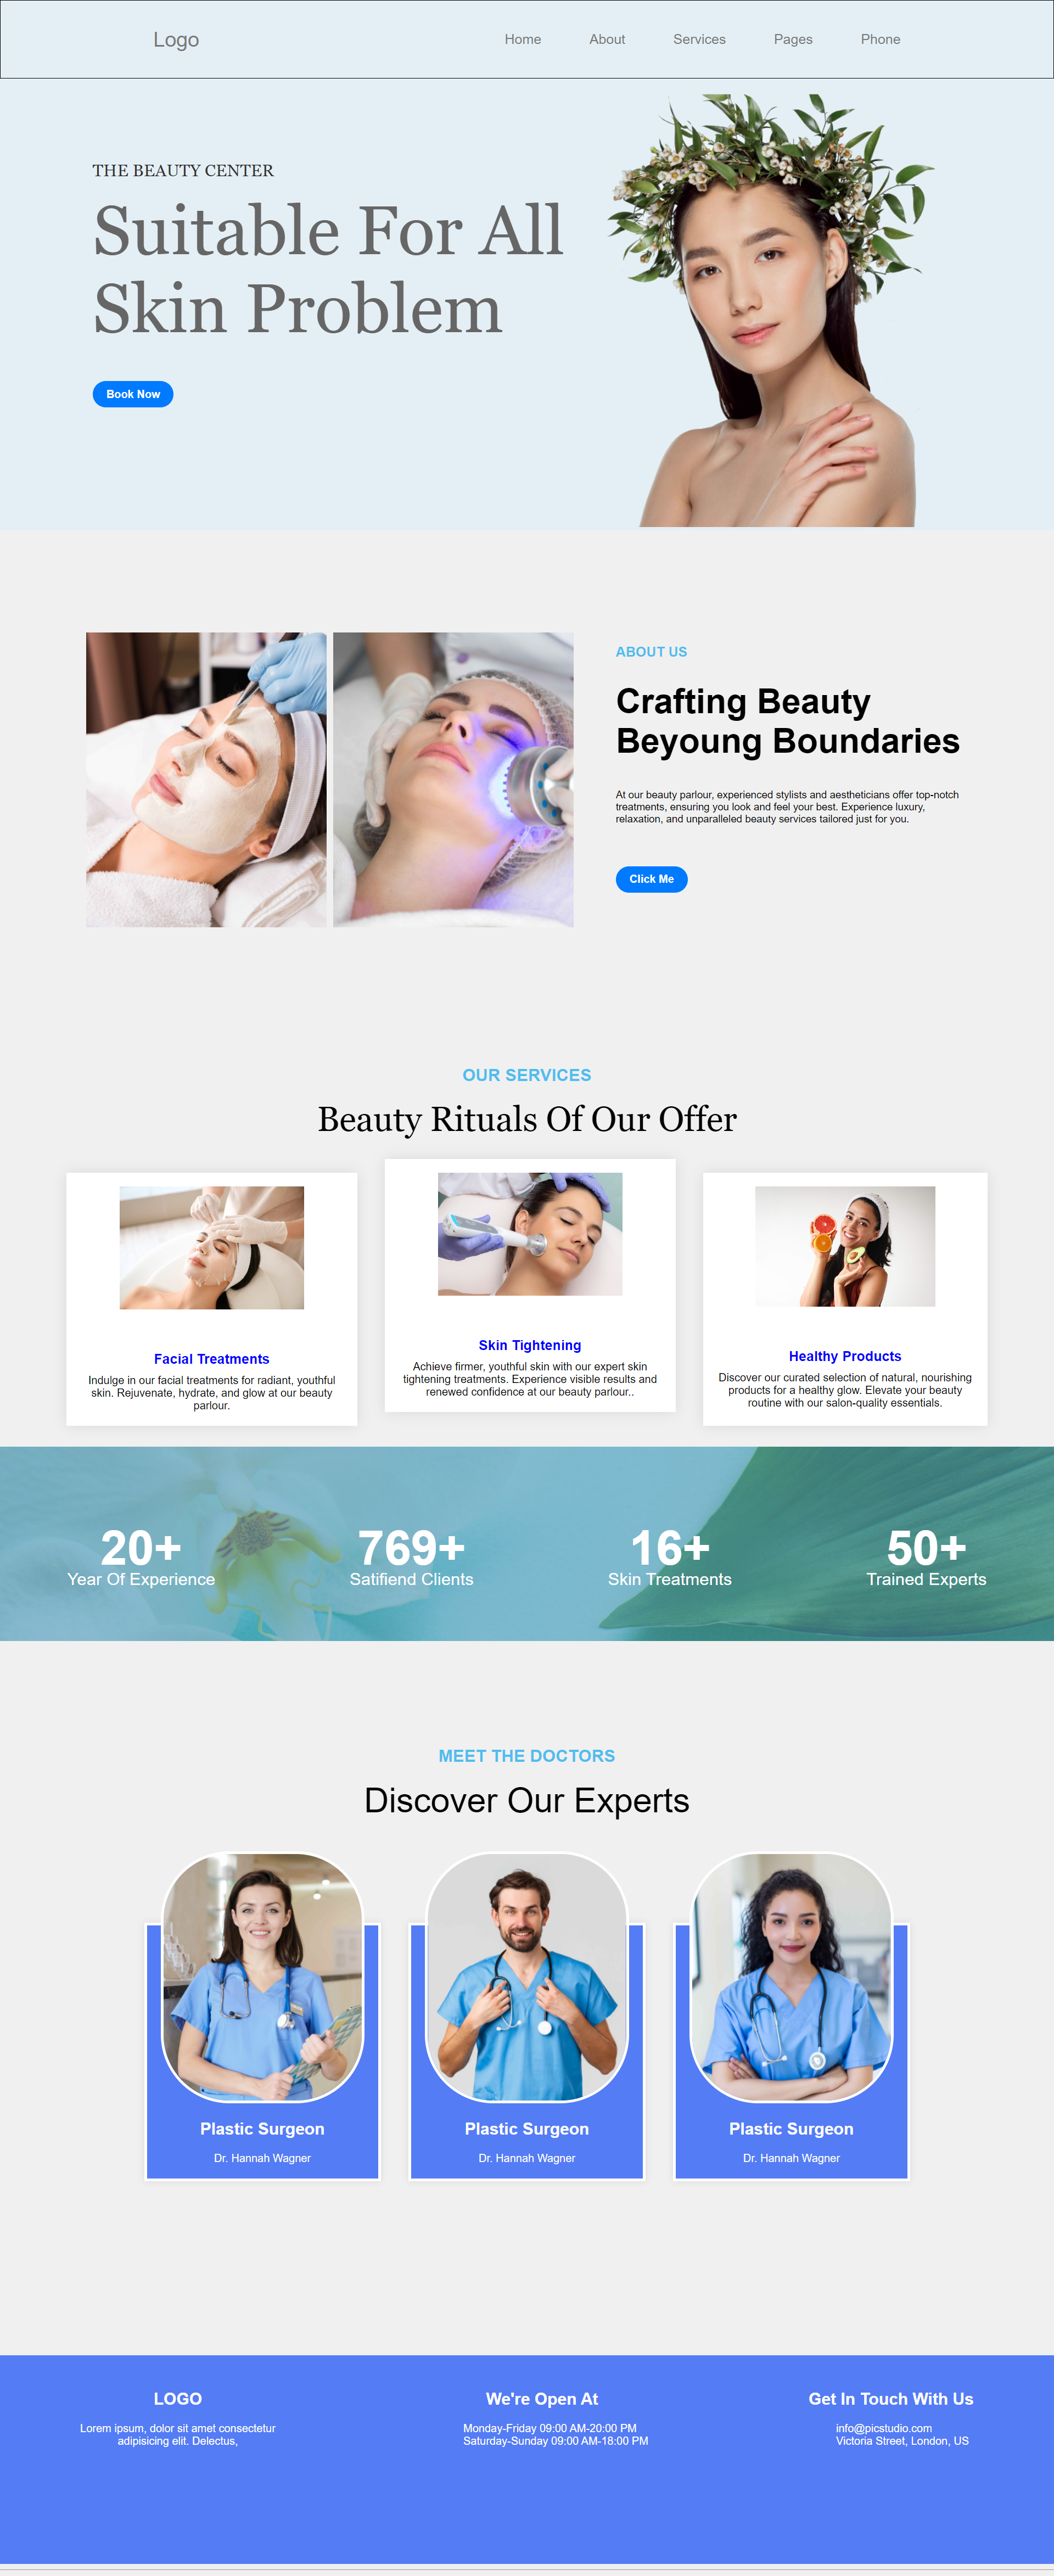 Logo
Home
About
Services
Pages
Phone
THE BEAUTY CENTER
Suitable For All
Skin Problem
Book Now
ABOUT US
Crafting Beauty
Beyoung Boundaries
At our beauty parlour, experienced stylists and aestheticians offer top-notch
treatments, ensuring you look and feel your best. Experience luxury,
relaxation, and unparalleled beauty services tailored just for you.
Click Me
OUR SERVICES
Beauty Rituals Of Our Offer
Facial Treatments
Indulge in our facial treatments for radiant, youthful
skin. Rejuvenate, hydrate, and glow at our beauty
parlour.
Skin Tightening
Achieve firmer, youthful skin with our expert skin
tightening treatments. Experience visible results and
renewed confidence at our beauty parlour..
Healthy Products
Discover our curated selection of natural, nourishing
products for a healthy glow. Elevate your beauty
routine with our salon-quality essentials.
20+
Year Of Experience
769+
Satifiend Clients
16+
Skin Treatments
50+
Trained Experts
MEET THE DOCTORS
Discover Our Experts
Plastic Surgeon
Dr. Hannah Wagner
Plastic Surgeon
Dr. Hannah Wagner
Plastic Surgeon
Dr. Hannah Wagner
LOGO
Lorem ipsum, dolor sit amet consectetur
adipisicing elit. Delectus,
We're Open At
Monday-Friday 09:00 AM-20:00 PM
Saturday-Sunday 09:00 AM-18:00 PM
Get In Touch With Us
info@picstudio.com
Victoria Street, London, US